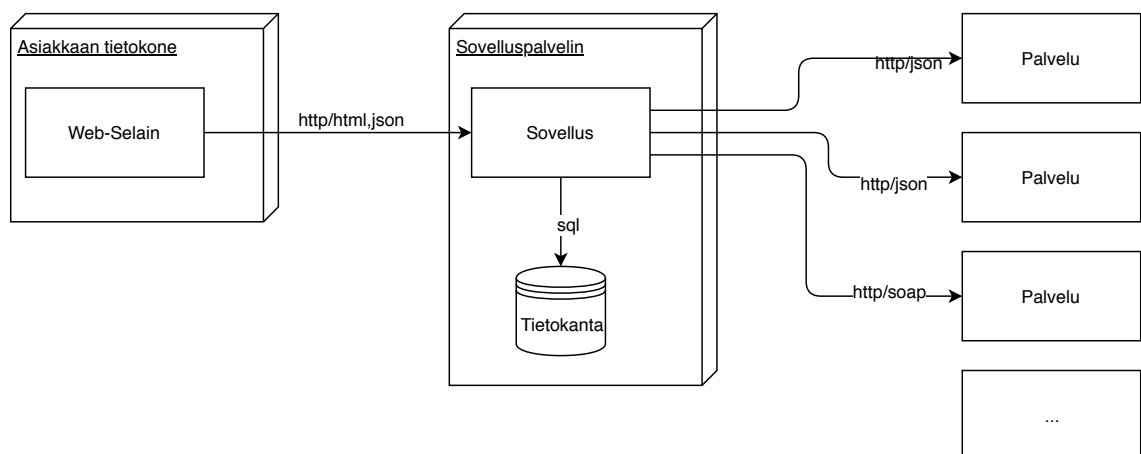 Asiakkaan tietokone
Web-Selain
http/html,json
Sovelluspalvelin
Sovellus
sql
Tietokanta
http/json
Palvelu
http/json
Palvelu
http/soap
Palvelu
...